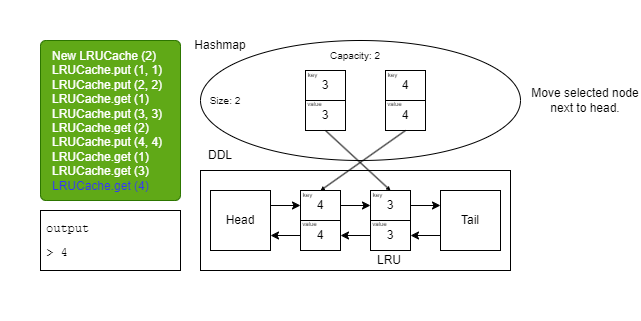 Hashmap
New LRUCache (2)
LRUCache.put (1, 1)
LRUCache.put (2, 2)
LRUCache.get (1)
LRUCache.put (3, 3)
LRUCache.get (2)
LRUCache.put (4, 4)
LRUCache.get (1)
LRUCache.get (3)
LRUCache.get (4)
output
> 4
Capacity: 2
Size: 2
key
3
value
3
key
4
value
4
Move selected node
next to head.
DDL
Head
key
4
value
4
key
3
value
3
Tail
LRU